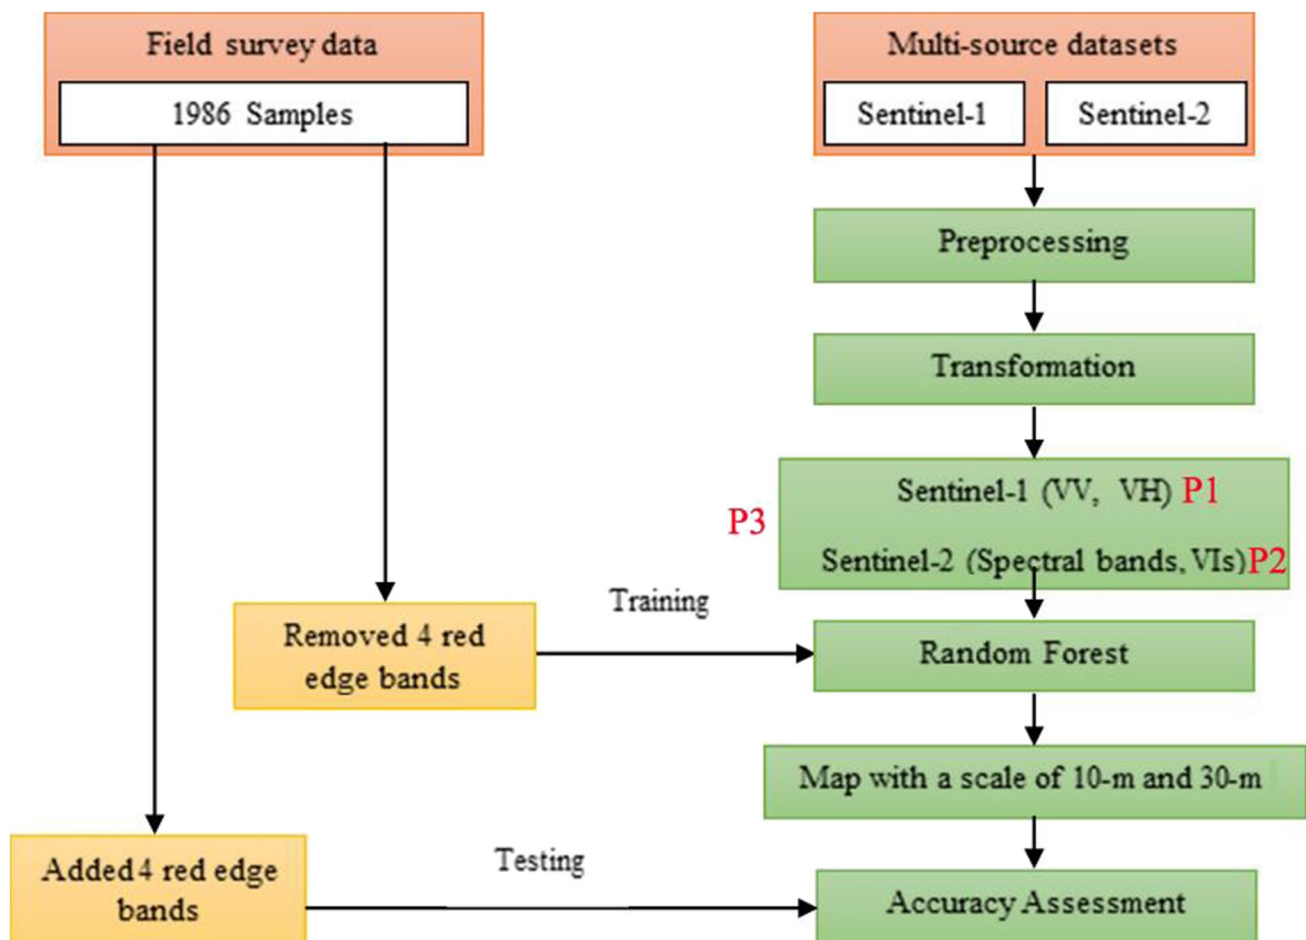 Field survey data
1986 Samples
Multi-source datasets
Sentinel-1
Sentinel-2
Preprocessing
Transformation
Sentinel-1 (VV, VH) P1
P3
Sentinel-2 (Spectral bands, VIs) P2
Training
Removed 4 red
edge bands
Random Forest
Map with a scale of 10-m and 30-m
Testing
Added 4 red edge
bands
Accuracy Assessment